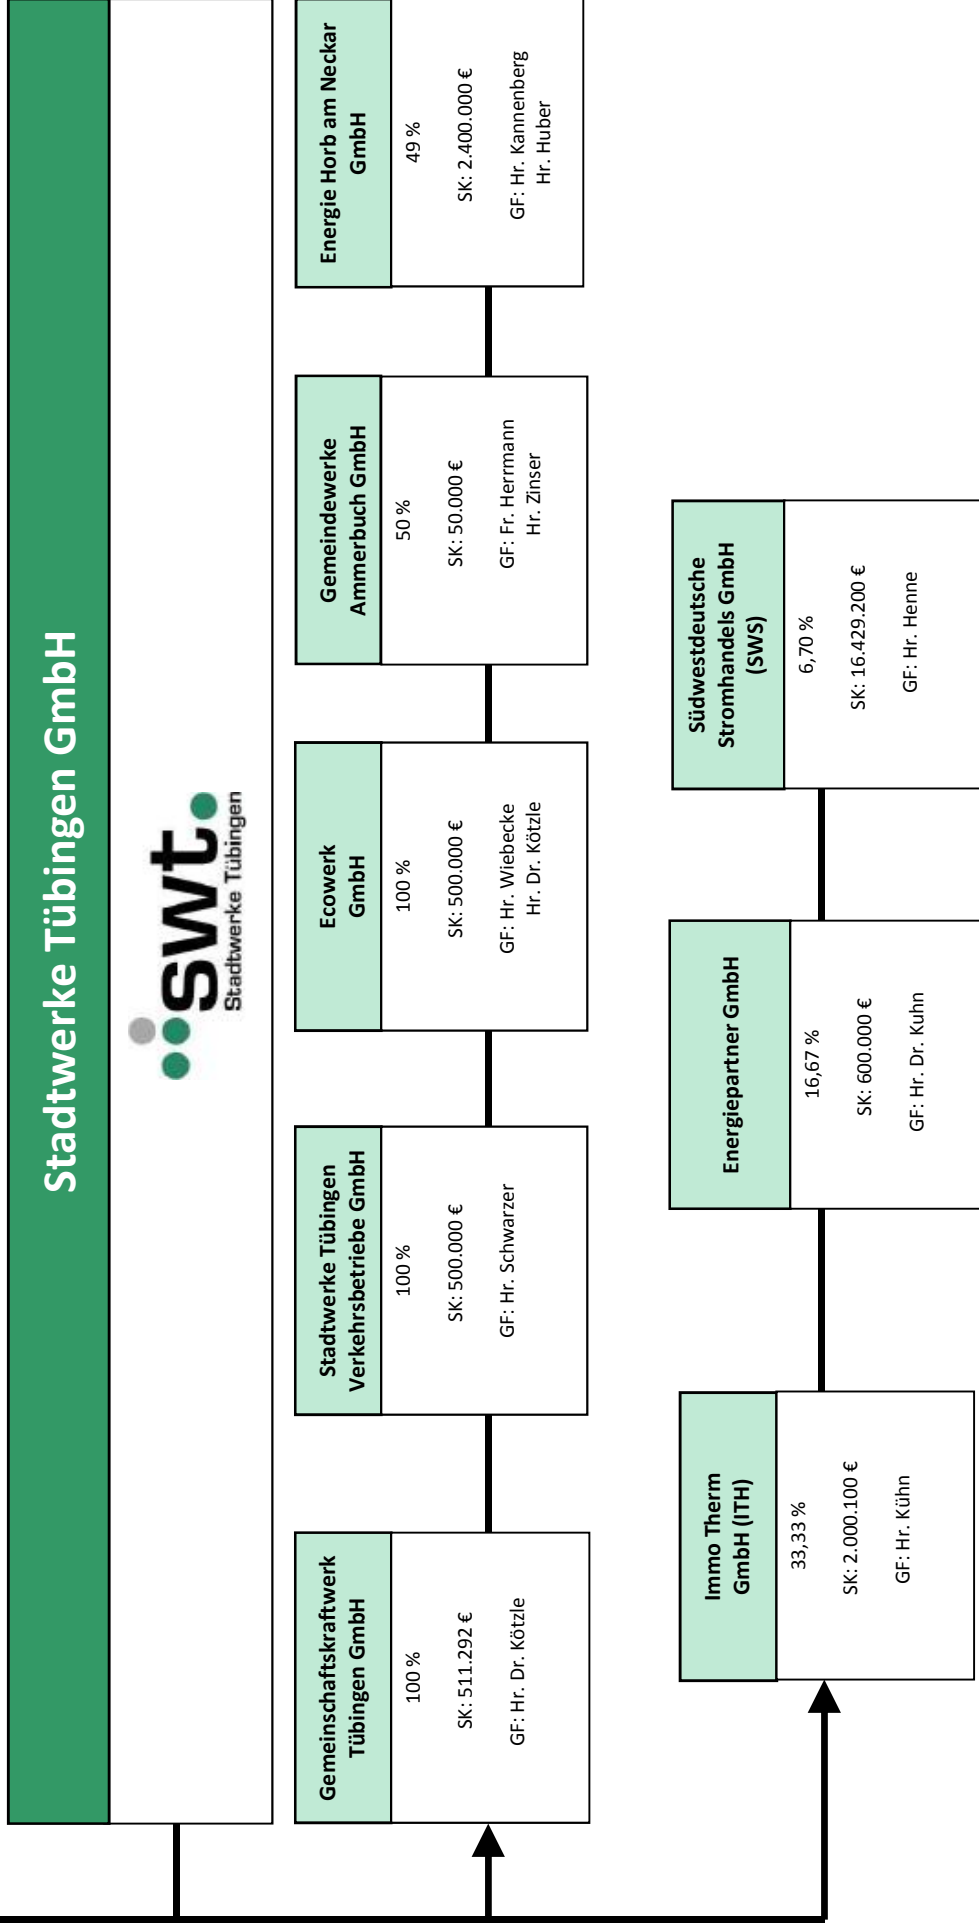 Stadtwerke Tübingen GmbH
swt.
Stadtwerke Tübingen
Gemeinschaftskraftwerk
Tübingen GmbH
100 %
SK: 511.292 €
GF: Hr. Dr. Kötzle
Stadtwerke Tübingen
Verkehrsbetriebe GmbH
100 %
SK: 500.000 €
GF: Hr. Schwarzer
Ecowerk
GmbH
100 %
SK: 500.000 €
GF: Hr. Wiebecke
Hr. Dr. Kötzle
Gemeindewerke
Ammerbuch GmbH
50 %
SK: 50.000 €
GF: Fr. Herrmann
Hr. Zinser
Energie Horb am Neckar
GmbH
49 %
SK: 2.400.000 €
GF: Hr. Kannenberg
Hr. Huber
Immo Therm
GmbH (ITH)
33,33 %
SK: 2.000.100 €
GF: Hr. Kühn
Energiepartner GmbH
16,67 %
SK: 600.000 €
GF: Hr. Dr. Kuhn
Südwestdeutsche
Stromhandels GmbH
(SWS)
6,70 %
SK: 16.429.200 €
GF: Hr. Henne